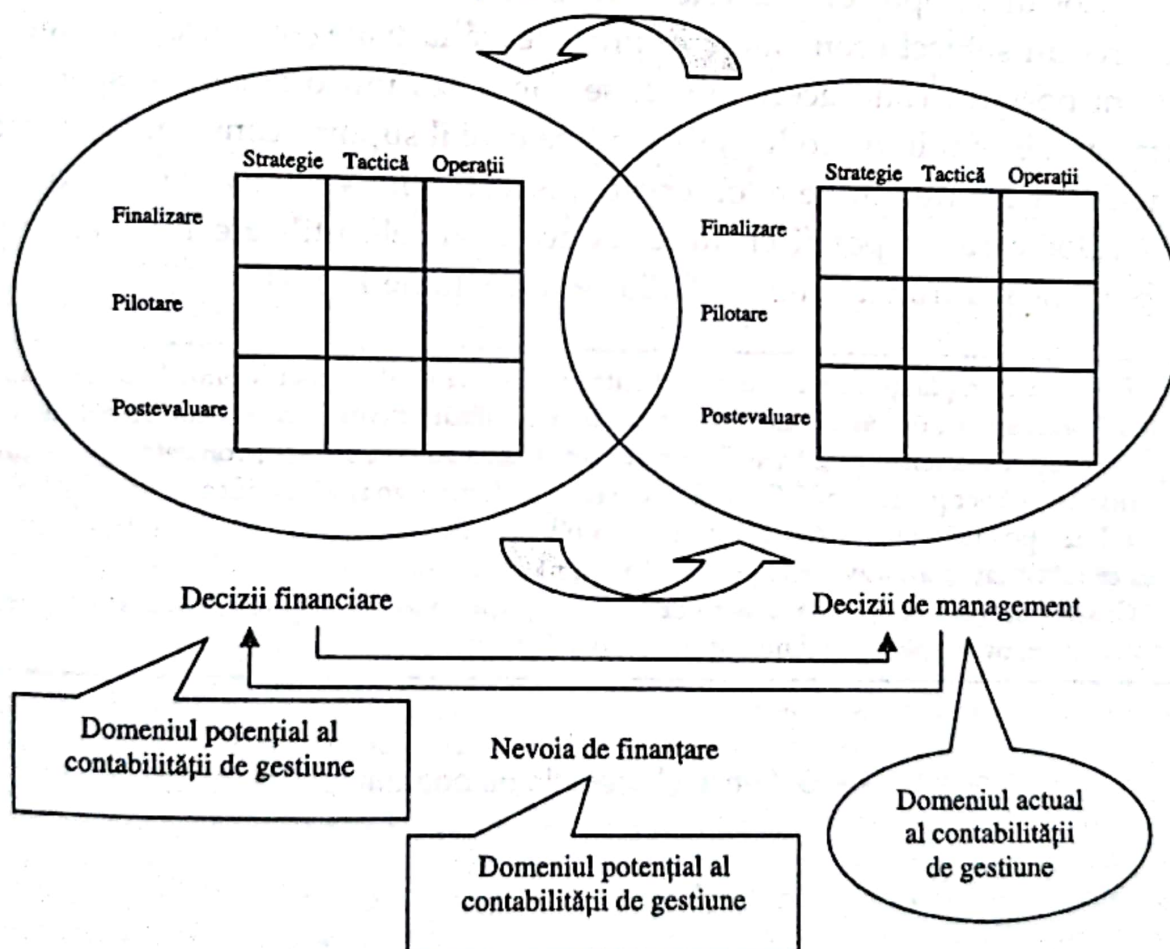 Strategie Tactică Operații
Finalizare
Pilotare
Postevaluare
Strategie Tactică Operații
Finalizare
Pilotare
Postevaluare
Decizii financiare
Decizii de management
Domeniul potențial al
contabilității de gestiune
Nevoia de finanțare
Domeniul potențial al
contabilității de gestiune
Domeniul actual
al contabilității
de gestiune